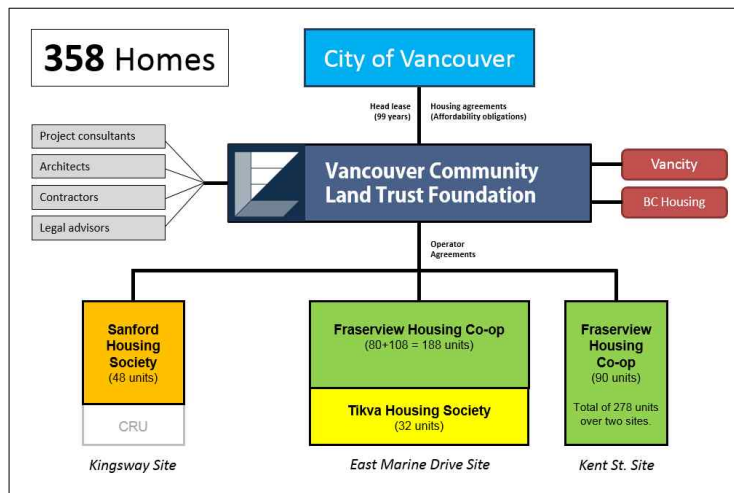 358 Homes
City of Vancouver
Head lease
(99 years)
Housing agreements
(Affordability obligations)
Project consultants
Architects
Contractors
Legal advisors
Vancouver Community
Land Trust Foundation
Vancity
BC Housing
Operator
Agreements
Sanford
Housing
Society
(48 units)
CRU
Kingsway Site
Fraserview Housing Co-op
(80+108 = 188 units)
Tikva Housing Society
(32 units)
East Marine Drive Site
Fraserview
Housing
Co-op
(90 units)
Total of 278 units
over two sites.
Kent St. Site